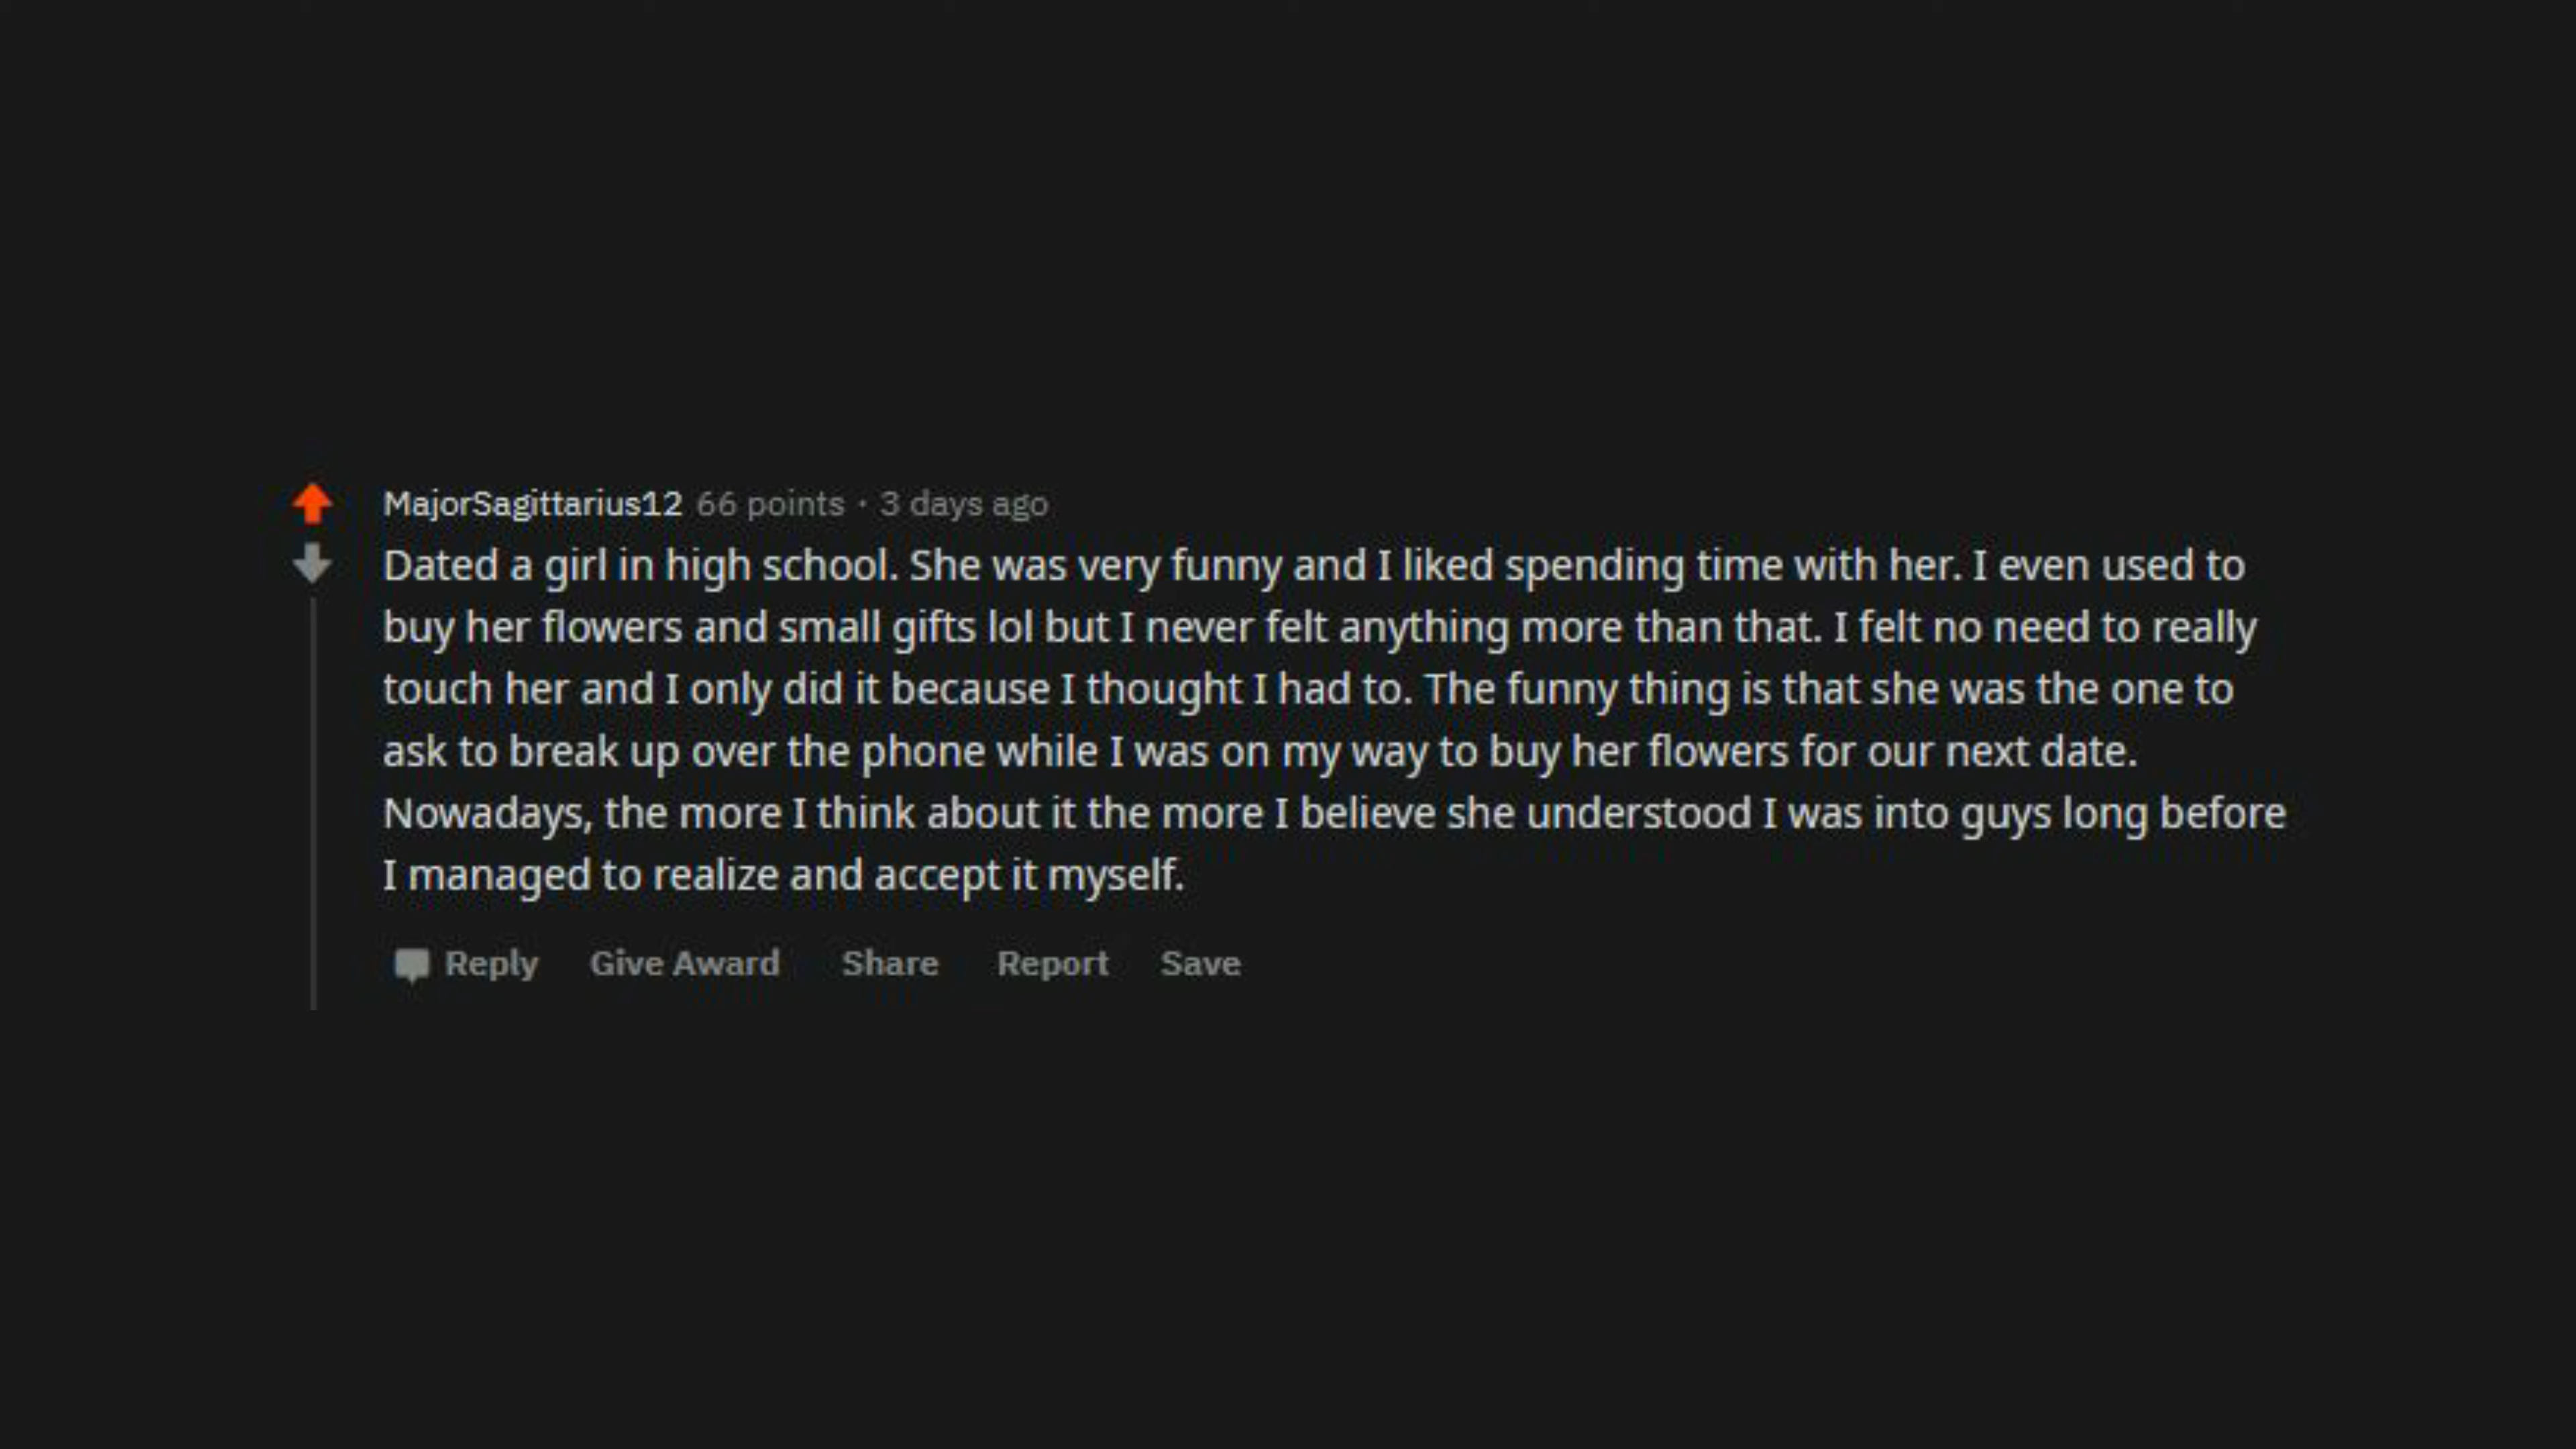 MajorSagittarius12 66 points · 3 days ago
Dated a girl in high school. She was very funny and I liked spending time with her. I even used to
buy her flowers and small gifts lol but I never felt anything more than that. I felt no need to really
touch her and I only did it because I thought I had to. The funny thing is that she was the one to
ask to break up over the phone while I was on my way to buy her flowers for our next date.
Nowadays, the more I think about it the more I believe she understood I was into guys long before
I managed to realize and accept it myself.
Reply Give Award Share Report Save